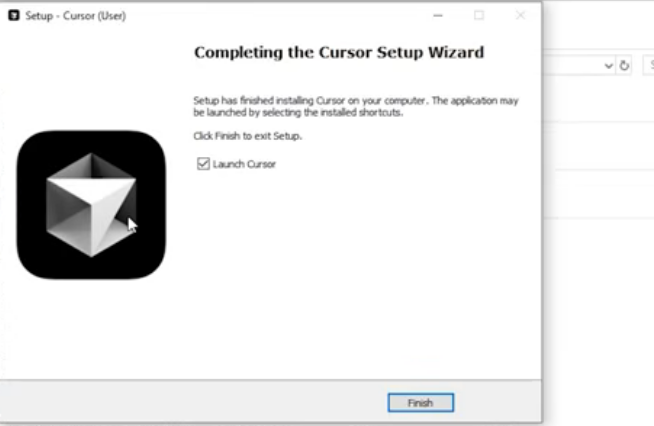 Setup - Cursor (User)
Completing the Cursor Setup Wizard
Setup has finished installing Cursor on your computer. The application may
be launched by selecting the installed shortcuts.
Click Finish to exit Setup.
Launch Cursor
Finish